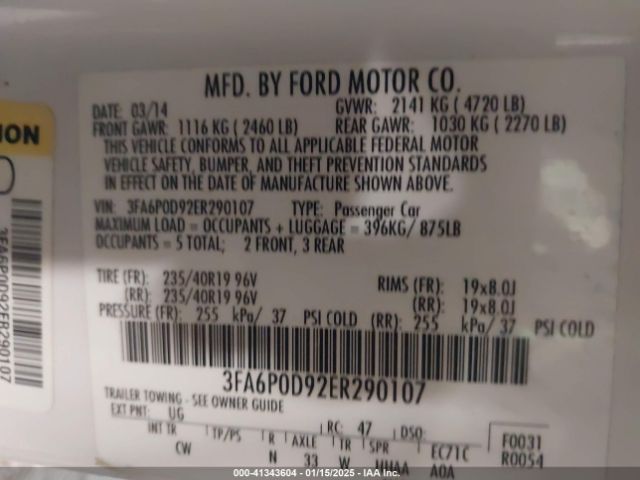 MFD. BY FORD MOTOR CO.
DATE: 03/14 GVWR: 2141 KG ( 4720 LB)
FRONT GAWR: 1116 KG ( 2460 LB) REAR GAWR: 1030 KG ( 2270 LB)
THIS VEHICLE CONFORMS TO ALL APPLICABLE FEDERAL MOTOR
VEHICLE SAFETY, BUMPER, AND THEFT PREVENTION STANDARDS
IN EFFECT ON THE DATE OF MANUFACTURE SHOWN ABOVE.
VIN: 3FA6P0D92ER290107 TYPE: Passenger Car
MAXIMUM LOAD = OCCUPANTS + LUGGAGE = 396KG/ 875LB
OCCUPANTS = 5 TOTAL; 2 FRONT, 3 REAR
TIRE (FR): 235/40R19 96V RIMS (FR): 19x8.0J
(RR): 235/40R19 96V (RR): 19x8.0J
PRESSURE (FR): 255 kPa/ 37 PSI COLD (RR): 255 kPa/ 37 PSI COLD
3FA6P0D92ER290107
TRAILER TOWING - SEE OWNER GUIDE
EXT PNT: UG RC: 47 DSO: F0031
INT TR TP/PS R AXLE TR SPR EC71C R0054
CW N 33 W UHAA A0A
ION
3FA6P0D92ER290107
000-41343604 - 01/15/2025 - IAAI.com